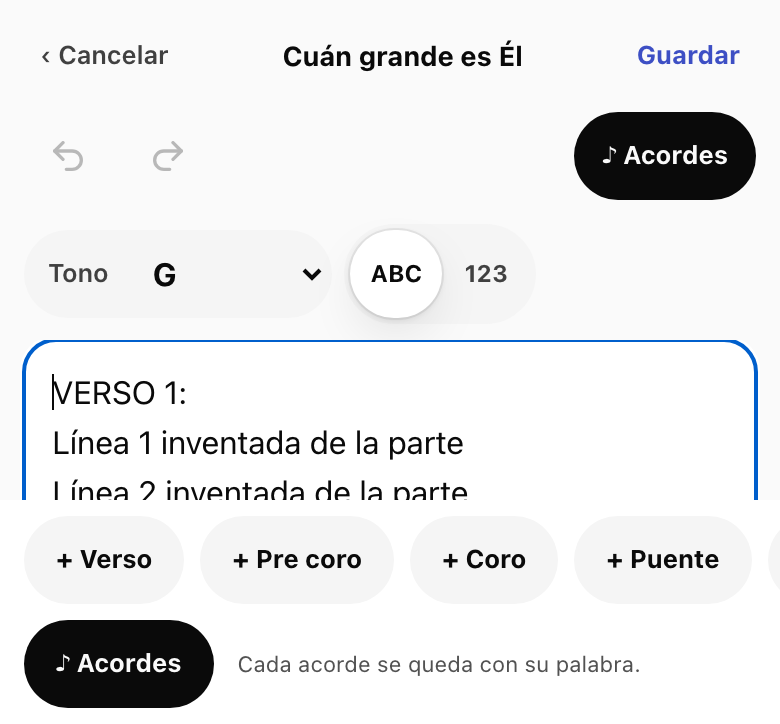 ‹ Cancelar
Cuán grande es Él
Guardar
♪ Acordes
Tono
G
ABC
123
VERSO 1:
Línea 1 inventada de la parte
Línea 2 inventada de la parte
+ Verso
+ Pre coro
+ Coro
+ Puente
♪ Acordes
Cada acorde se queda con su palabra.